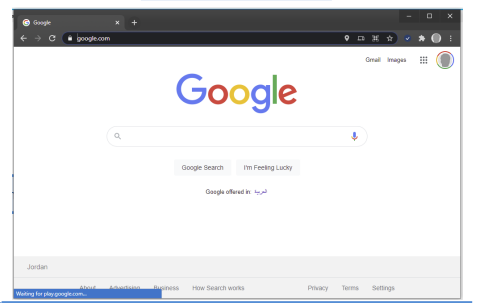 Google
google.com
Gmail Images
Google
Google Search I'm Feeling Lucky
Google offered in: العربية
Jordan
About Advertising Business How Search works Privacy Terms Settings
Waiting for play.google.com...